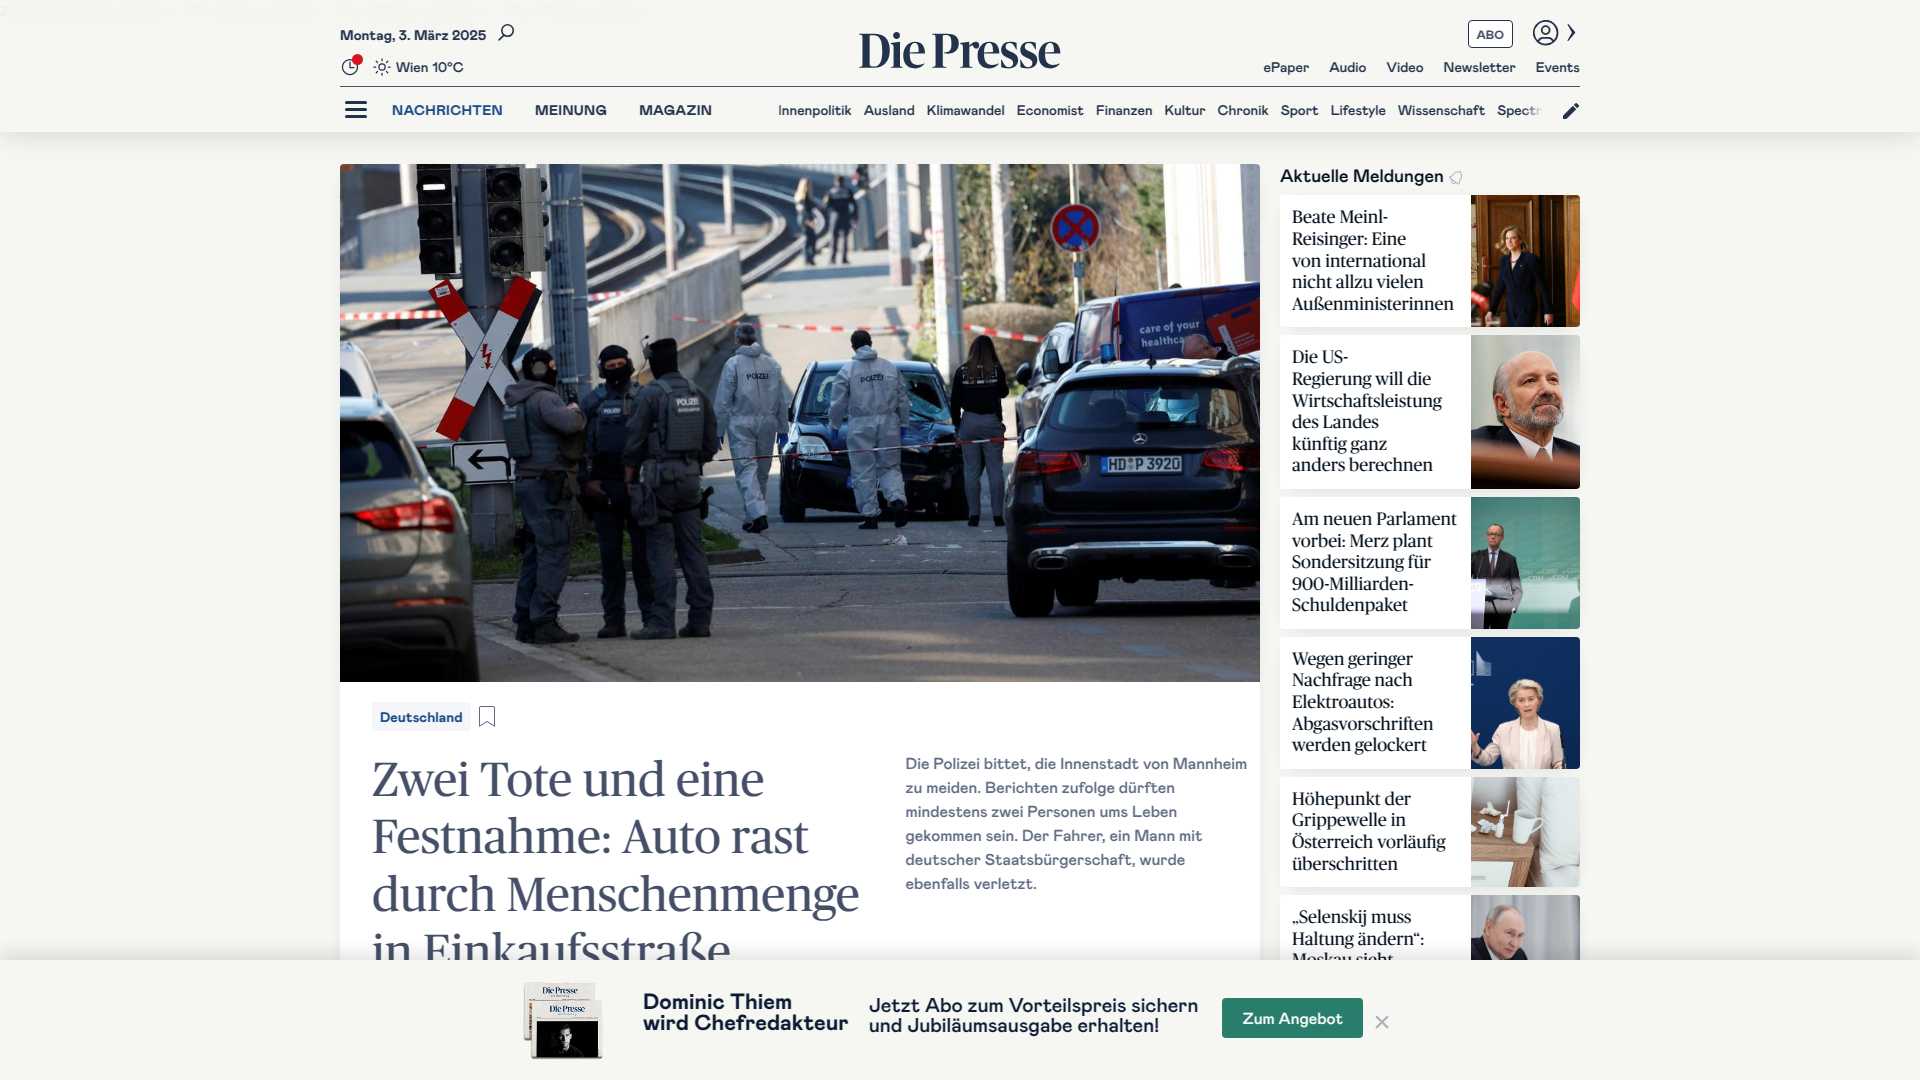 Montag, 3. März 2025
Die Presse
ABO
Wien 10°C
ePaper Audio Video Newsletter Events
NACHRICHTEN MEINUNG MAGAZIN
Innenpolitik Ausland Klimawandel Economist Finanzen Kultur Chronik Sport Lifestyle Wissenschaft Spectr
care of your
POLIZEI
POLIZEI
POLIZEI
HD P 3920
Deutschland
Zwei Tote und eine
Festnahme: Auto rast
durch Menschenmenge
in Einkaufsstraße
Die Polizei bittet, die Innenstadt von Mannheim
zu meiden. Berichten zufolge dürften
mindestens zwei Personen ums Leben
gekommen sein. Der Fahrer, ein Mann mit
deutscher Staatsbürgerschaft, wurde
ebenfalls verletzt.
Aktuelle Meldungen
Beate Meinl-
Reisinger: Eine
von international
nicht allzu vielen
Außenministerinnen
Die US-
Regierung will die
Wirtschaftsleistung
des Landes
künftig ganz
anders berechnen
Am neuen Parlament
vorbei: Merz plant
Sondersitzung für
900-Milliarden-
Schuldenpaket
Wegen geringer
Nachfrage nach
Elektroautos:
Abgasvorschriften
werden gelockert
Höhepunkt der
Grippewelle in
Österreich vorläufig
überschritten
„Selenskij muss
Haltung ändern“:
Moskau sieht
Die Presse
Die Presse
Dominic Thiem
wird Chefredakteur
Jetzt Abo zum Vorteilspreis sichern
und Jubiläumsausgabe erhalten!
Zum Angebot